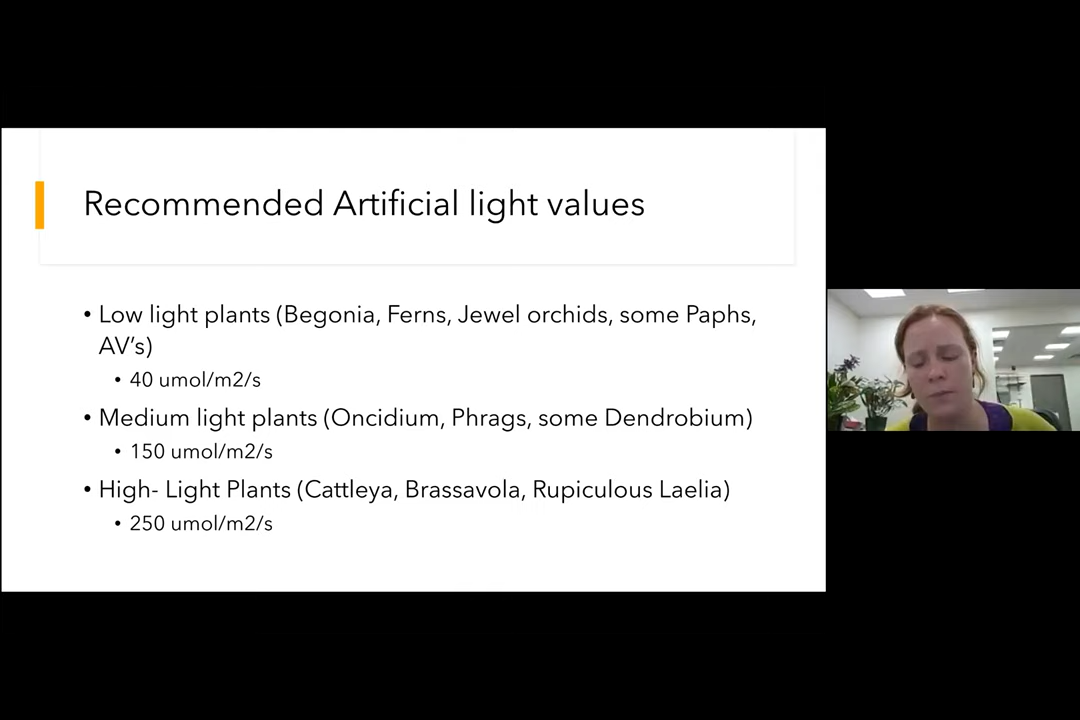 Recommended Artificial light values
• Low light plants (Begonia, Ferns, Jewel orchids, some Paphs,
AV's)
• 40 umol/m2/s
• Medium light plants (Oncidium, Phrags, some Dendrobium)
• 150 umol/m2/s
• High- Light Plants (Cattleya, Brassavola, Rupiculous Laelia)
• 250 umol/m2/s